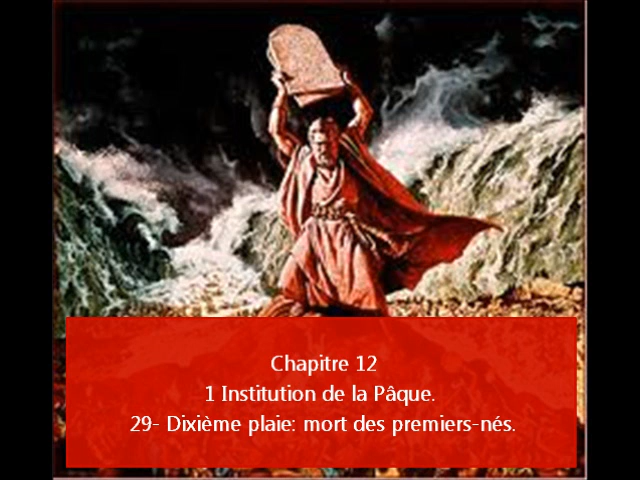 Chapitre 12
1 Institution de la Pâque.
29- Dixième plaie: mort des premiers-nés.